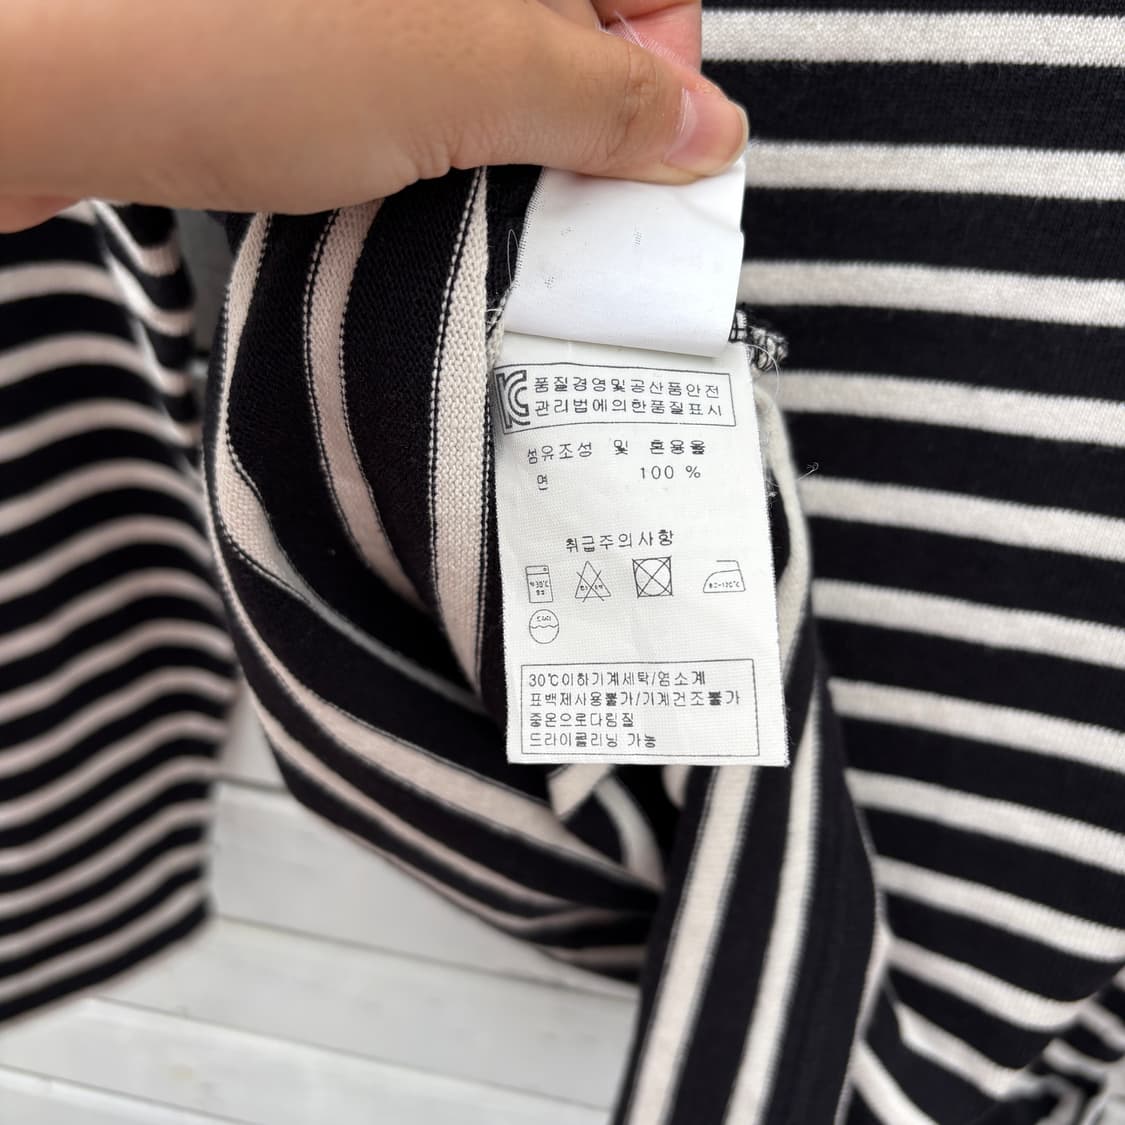 품질경영및공산품안전
관리법에의한품질표시
섬유조성 및 혼용율
면 100 %
취급주의사항
30℃이하기계세탁/염소계
표백제사용불가/기계건조불가
중온으로다림질
드라이클리닝 가능